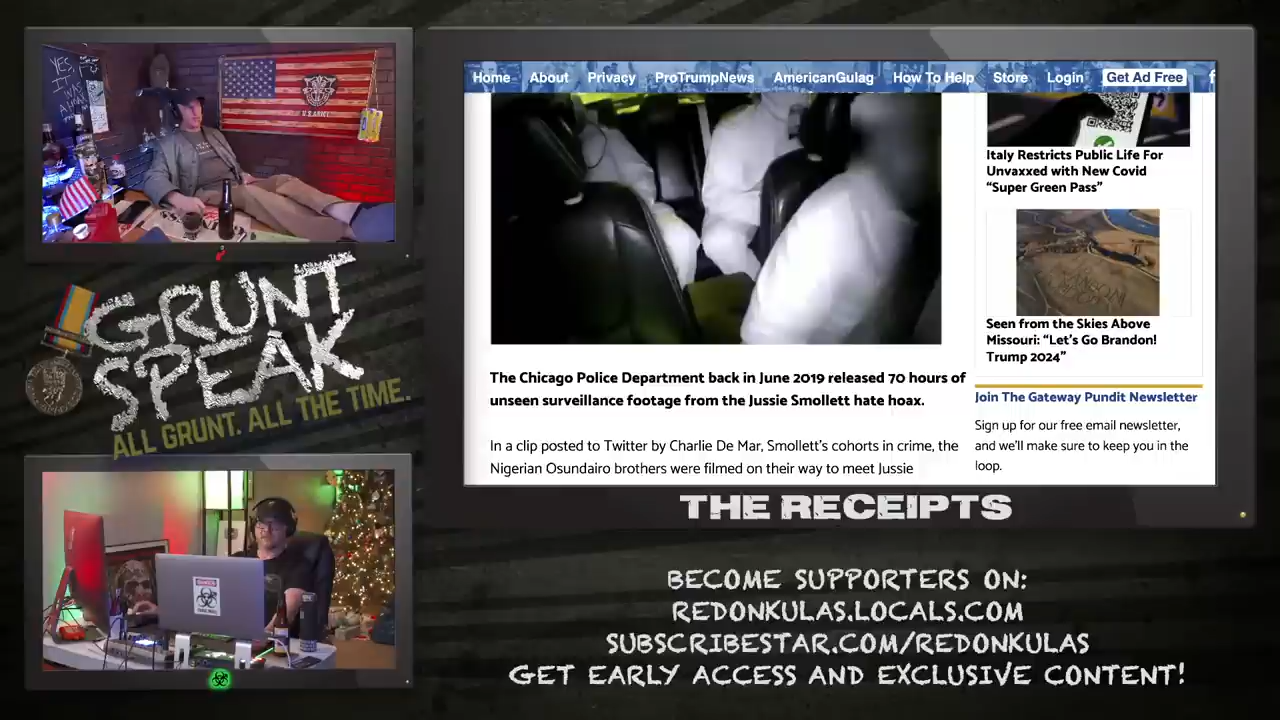 YES,
IT
WAS
U.S. ARMY
GRUNT
SPEAK
ALL GRUNT. ALL THE TIME.
DANGER
Home About Privacy ProTrumpNews AmericanGulag How To Help Store Login Get Ad Free f
The Chicago Police Department back in June 2019 released 70 hours of
unseen surveillance footage from the Jussie Smollett hate hoax.
In a clip posted to Twitter by Charlie De Mar, Smollett's cohorts in crime, the
Nigerian Osundairo brothers were filmed on their way to meet Jussie
Italy Restricts Public Life For
Unvaxxed with New Covid
“Super Green Pass”
Seen from the Skies Above
Missouri: “Let's Go Brandon!
Trump 2024”
Join The Gateway Pundit Newsletter
Sign up for our free email newsletter,
and we'll make sure to keep you in the
loop.
THE RECEIPTS
BECOME SUPPORTERS ON:
REDONKULAS.LOCALS.COM
SUBSCRIBESTAR.COM/REDONKULAS
GET EARLY ACCESS AND EXCLUSIVE CONTENT!